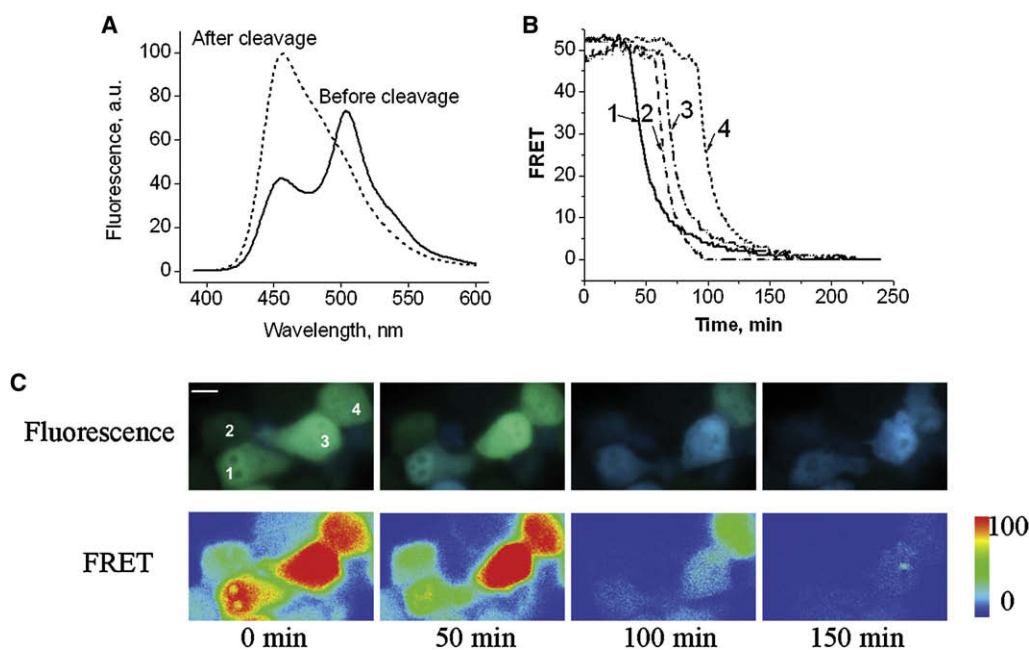 A
After cleavage
Before cleavage
100
80
60
40
20
0
Fluorescence, a.u.
400 450 500 550 600
Wavelength, nm
B
50
40
30
20
10
0
FRET
1 2 3 4
0 50 100 150 200 250
Time, min
C
Fluorescence
1
2
3
4
FRET
100
0
0 min 50 min 100 min 150 min